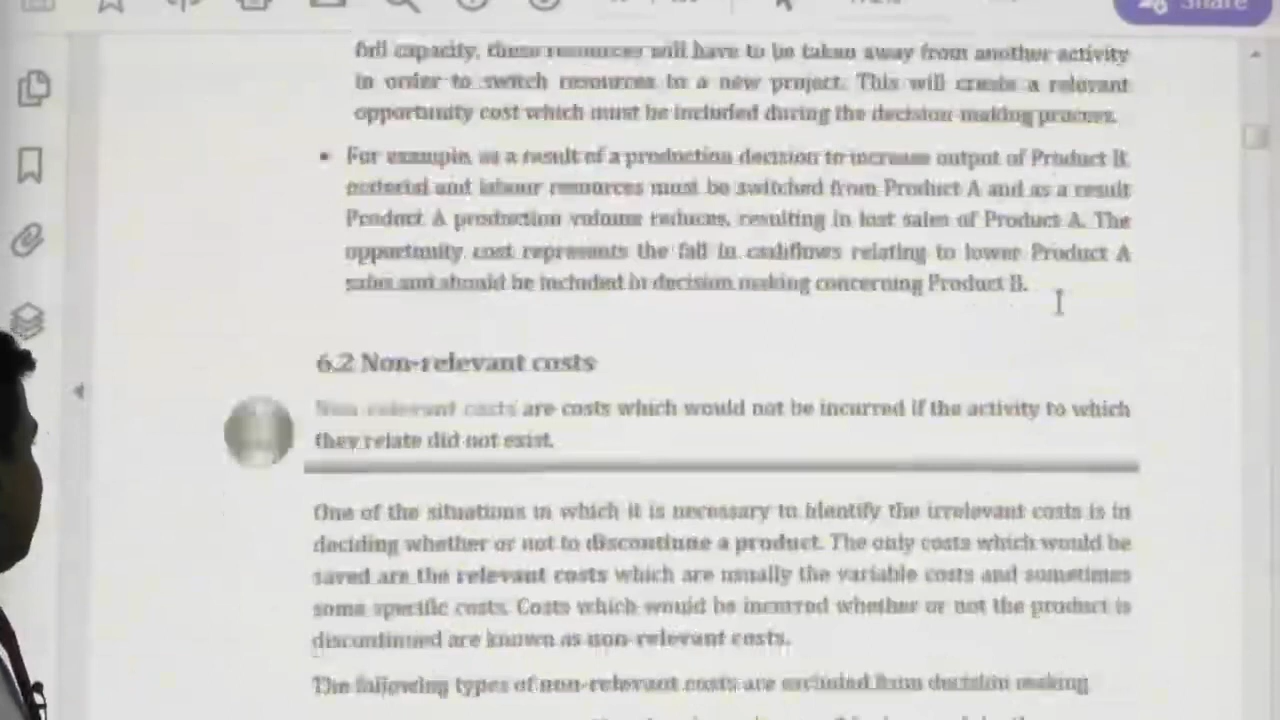 Share
full capacity, these resources will have to be taken away from another activity
in order to switch resources to a new project. This will create a relevant
opportunity cost which must be included during the decision making process.
• For example, as a result of a production decision to increase output of Product B,
material and labour resources must be switched from Product A and as a result
Product A production volume reduces, resulting in lost sales of Product A. The
opportunity cost represents the fall in cashflows relating to lower Product A
sales and should be included in decision making concerning Product B.
6.2 Non-relevant costs
Non-relevant costs are costs which would not be incurred if the activity to which
they relate did not exist.
One of the situations in which it is necessary to identify the irrelevant costs is in
deciding whether or not to discontinue a product. The only costs which would be
saved are the relevant costs which are usually the variable costs and sometimes
some specific costs. Costs which would be incurred whether or not the product is
discontinued are known as non-relevant costs.
The following types of non-relevant costs are excluded from decision making